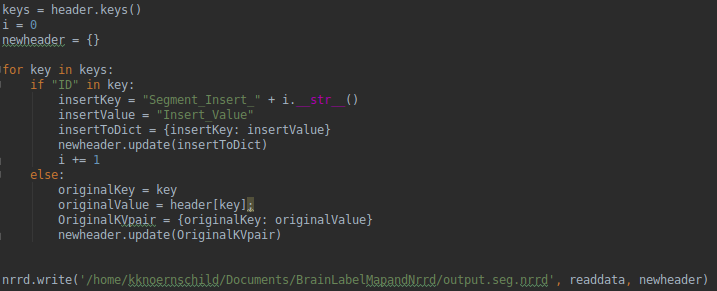 keys = header.keys()
i = 0
newheader = {}
for key in keys:
if "ID" in key:
insertKey = "Segment_Insert_" + i.__str__()
insertValue = "Insert_Value"
insertToDict = {insertKey: insertValue}
newheader.update(insertToDict)
i += 1
else:
originalKey = key
originalValue = header[key];
OriginalKVpair = {originalKey: originalValue}
newheader.update(OriginalKVpair)
nrrd.write('/home/kknoernschild/Documents/BrainLabelMapandNrrd/output.seg.nrrd', readdata, newheader)